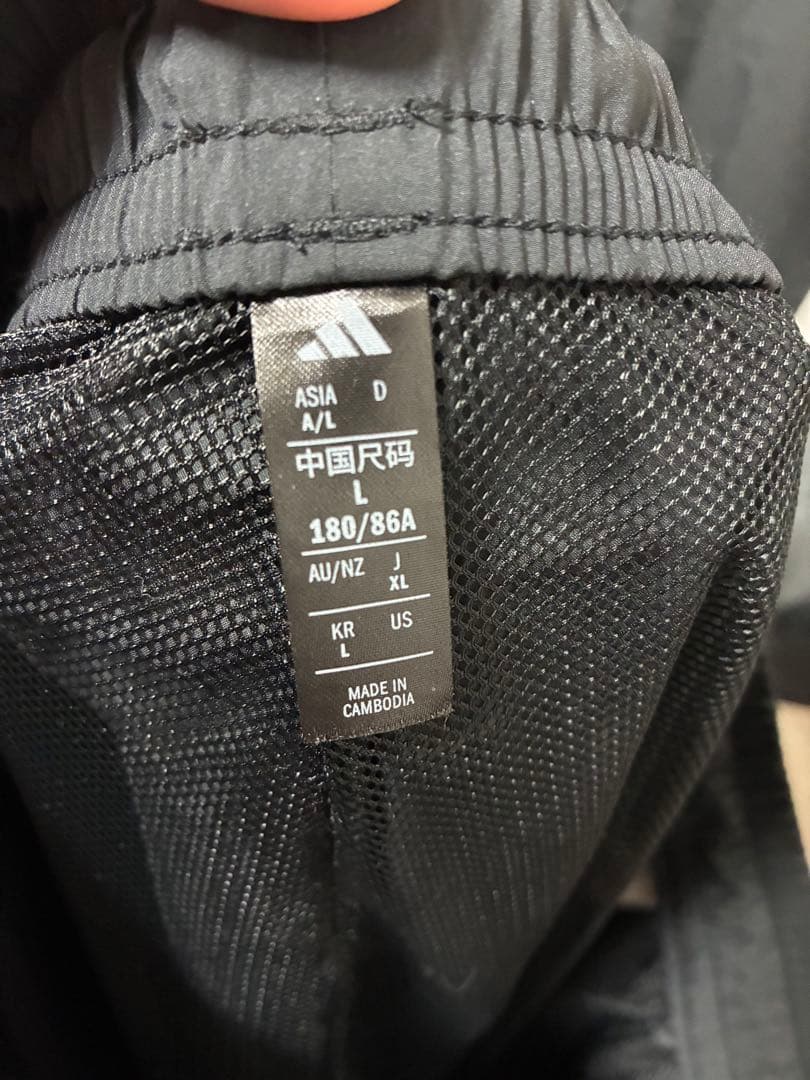 ASIA D
A/L
中国尺码
L
180/86A
AU/NZ J
XL
KR US
L
MADE IN
CAMBODIA